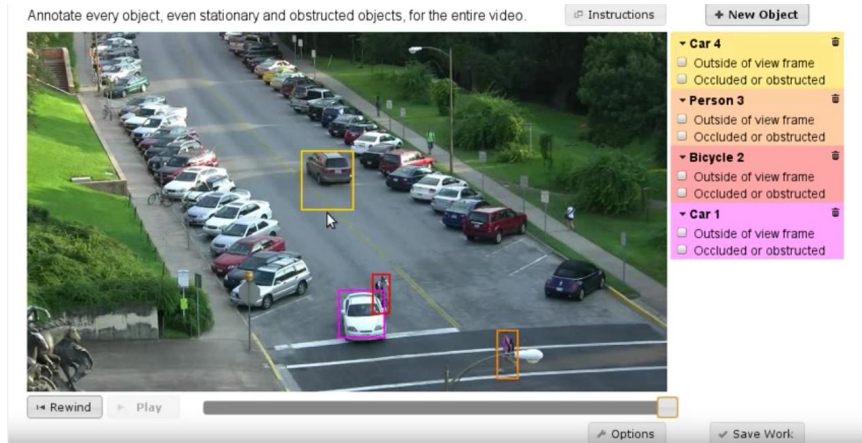 Annotate every object, even stationary and obstructed objects, for the entire video.
Instructions
+ New Object
Car 4
Outside of view frame
Occluded or obstructed
Person 3
Outside of view frame
Occluded or obstructed
Bicycle 2
Outside of view frame
Occluded or obstructed
Car 1
Outside of view frame
Occluded or obstructed
Rewind
Play
Options
Save Work